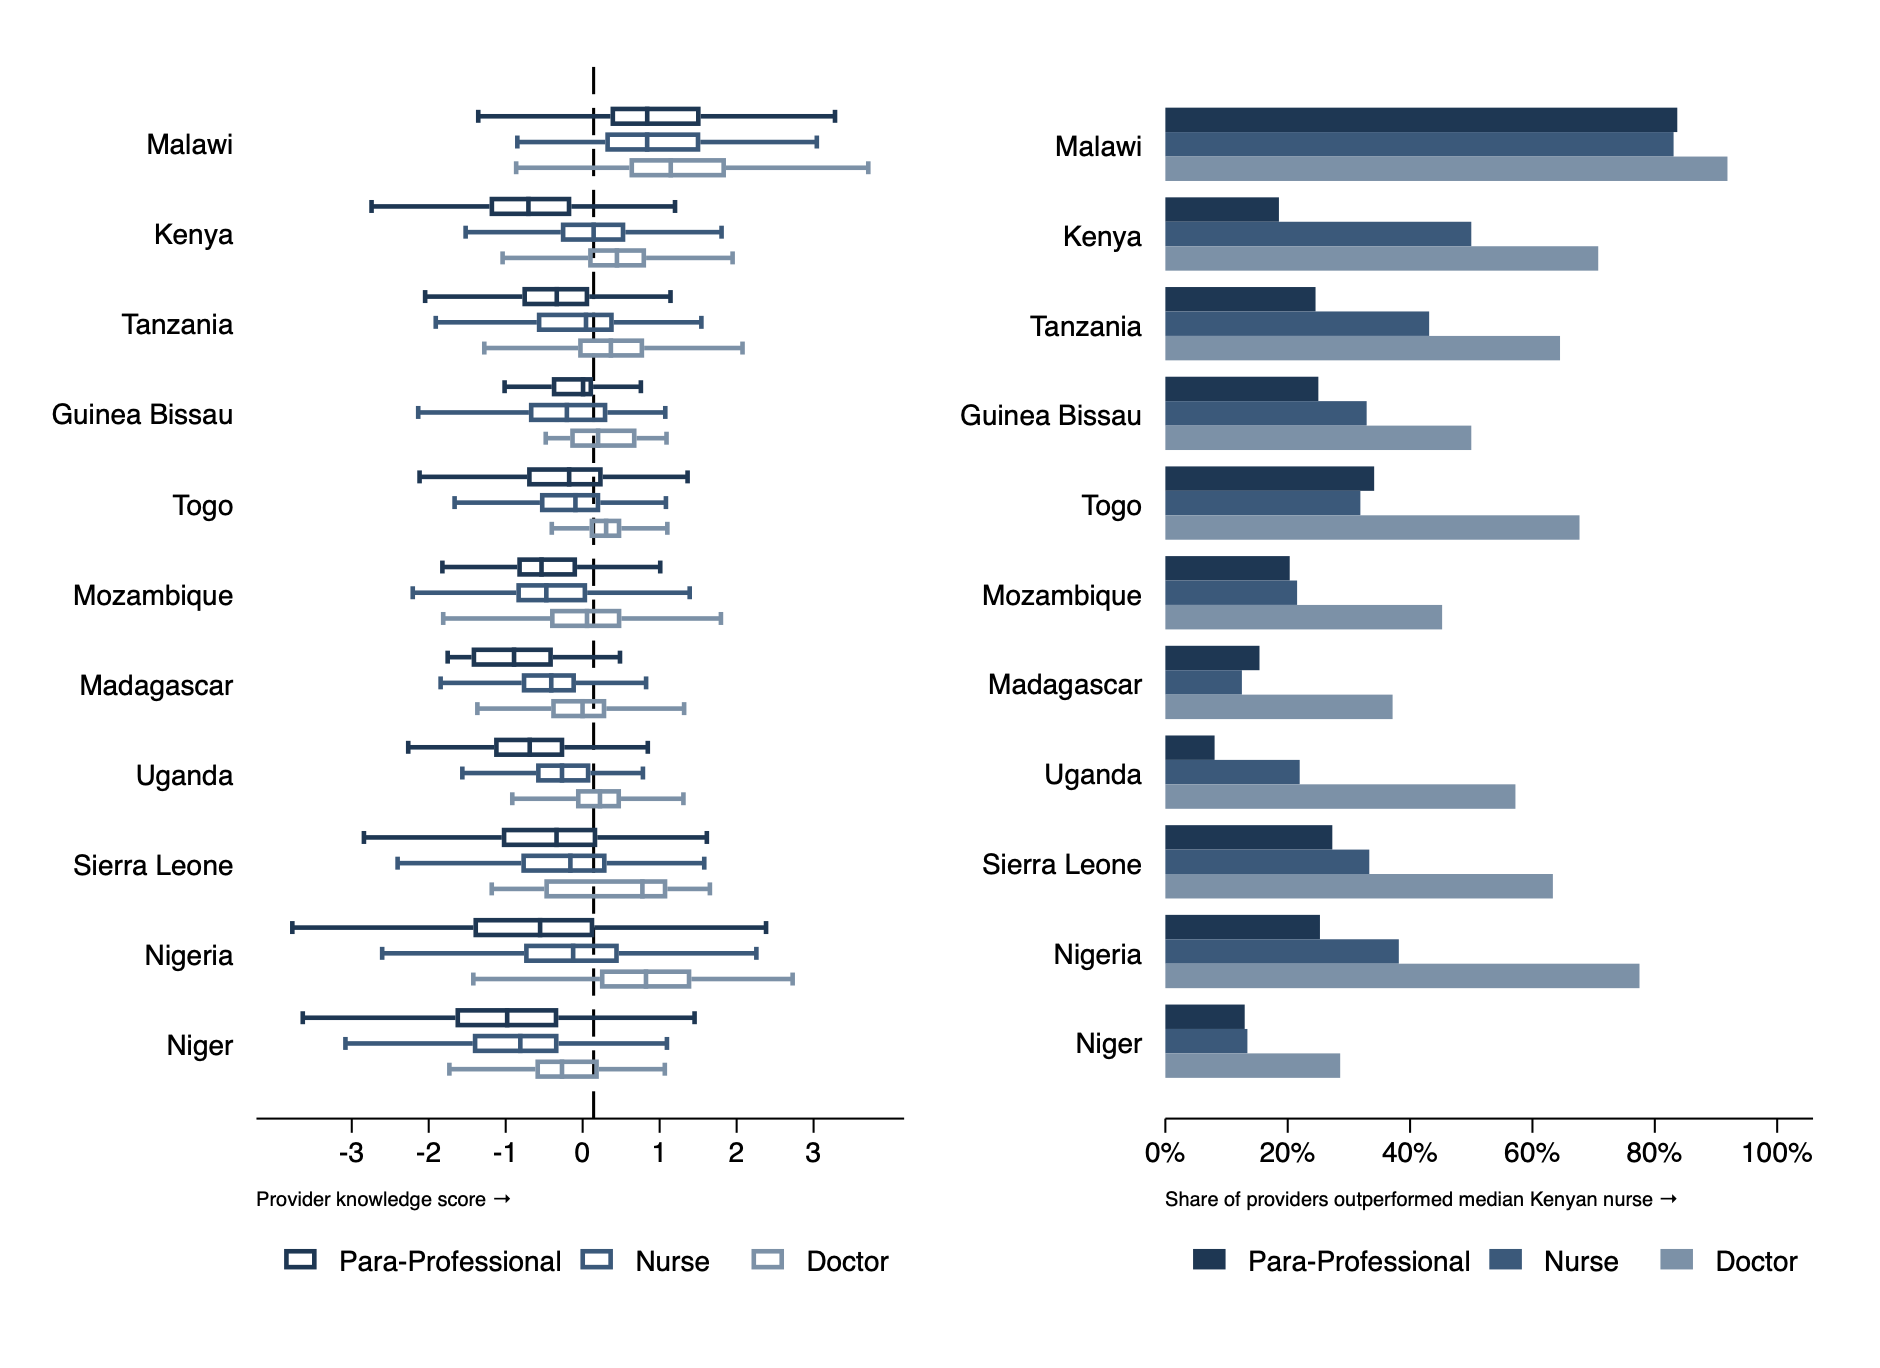 Malawi
Kenya
Tanzania
Guinea Bissau
Togo
Mozambique
Madagascar
Uganda
Sierra Leone
Nigeria
Niger
-3 -2 -1 0 1 2 3
Provider knowledge score →
Para-Professional Nurse Doctor
Malawi
Kenya
Tanzania
Guinea Bissau
Togo
Mozambique
Madagascar
Uganda
Sierra Leone
Nigeria
Niger
0% 20% 40% 60% 80% 100%
Share of providers outperformed median Kenyan nurse →
Para-Professional Nurse Doctor